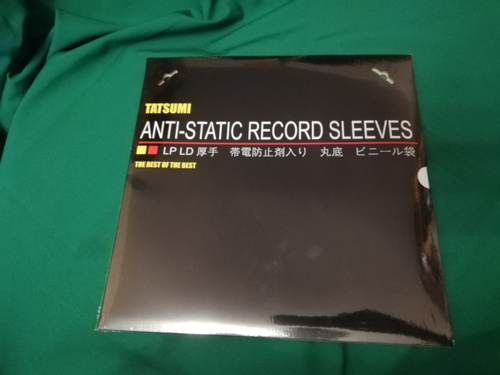 TATSUMI
ANTI-STATIC RECORD SLEEVES
LP LD 厚手 帯電防止剤入り 丸底 ビニール袋
THE BEST OF THE BEST